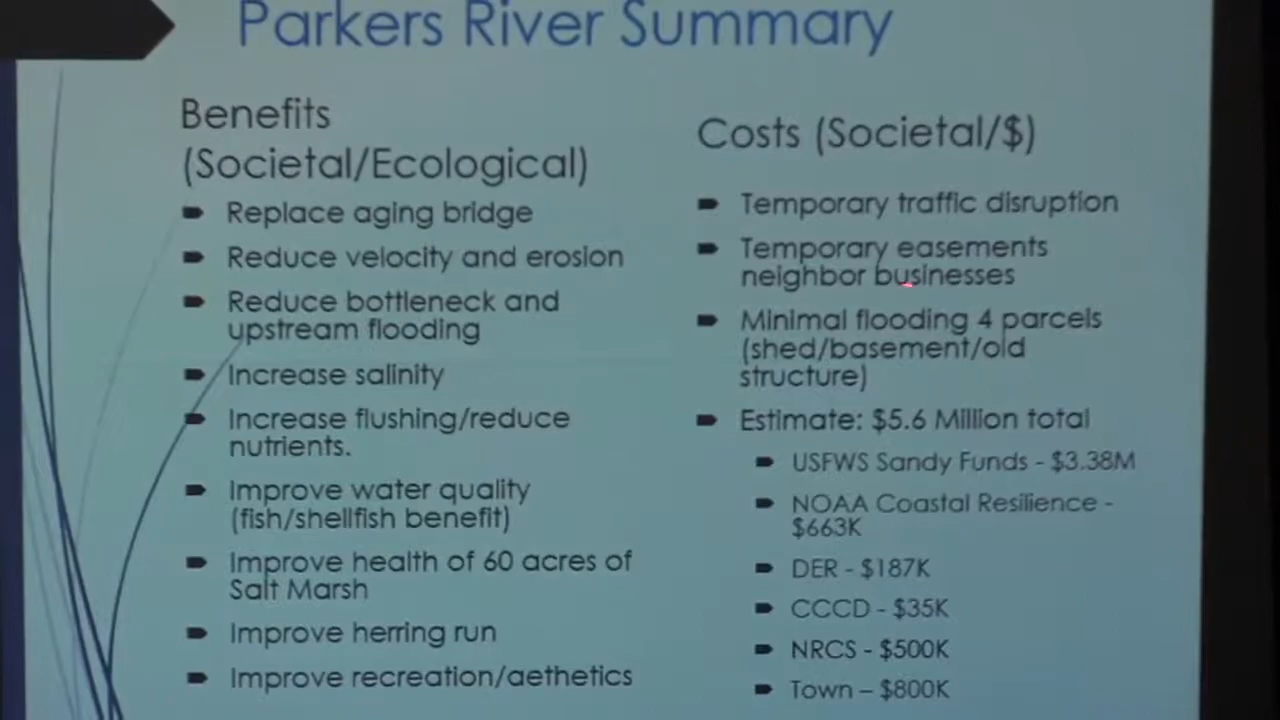 Parkers River Summary
Benefits
(Societal/Ecological)
Replace aging bridge
Reduce velocity and erosion
Reduce bottleneck and
upstream flooding
Increase salinity
Increase flushing/reduce
nutrients.
Improve water quality
(fish/shellfish benefit)
Improve health of 60 acres of
Salt Marsh
Improve herring run
Improve recreation/aethetics
Costs (Societal/$)
Temporary traffic disruption
Temporary easements
neighbor businesses
Minimal flooding 4 parcels
(shed/basement/old
structure)
Estimate: $5.6 Million total
USFWS Sandy Funds - $3.38M
NOAA Coastal Resilience -
$663K
DER - $187K
CCCD - $35K
NRCS - $500K
Town – $800K